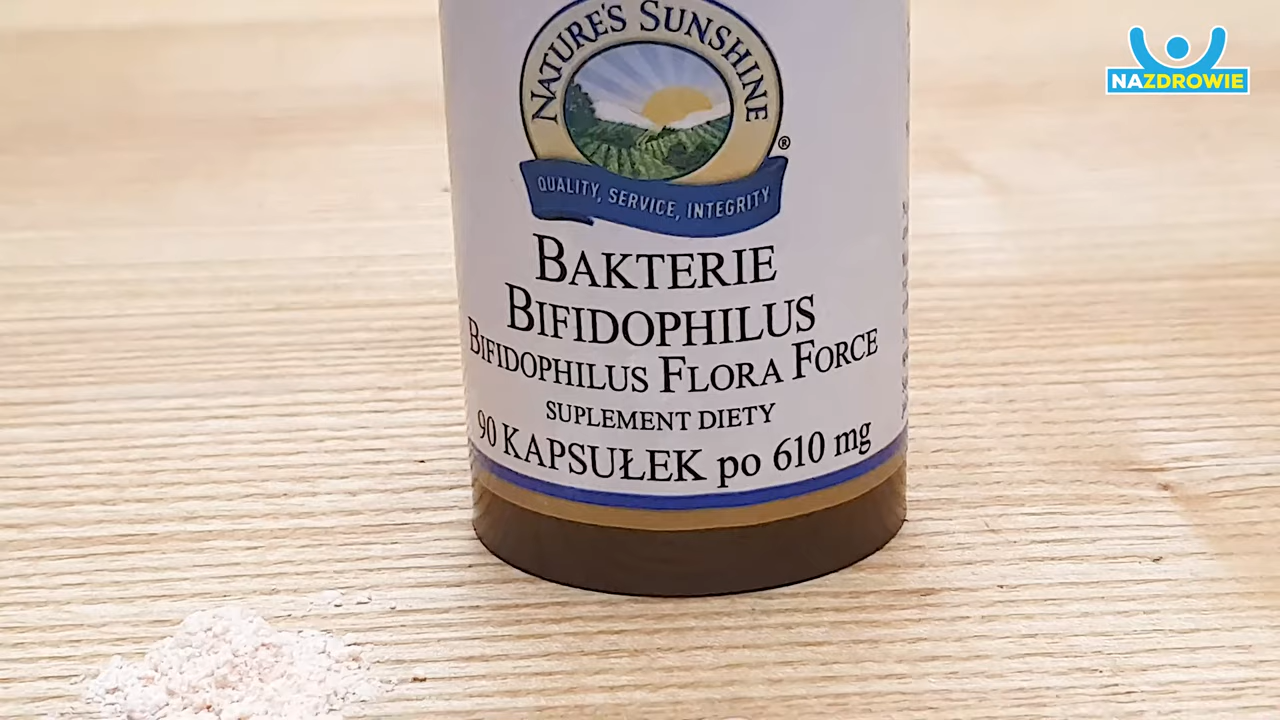 NATURE'S SUNSHINE
®
QUALITY, SERVICE, INTEGRITY
BAKTERIE
BIFIDOPHILUS
BIFIDOPHILUS FLORA FORCE
SUPLEMENT DIETY
90 KAPSUŁEK po 610 mg
NAZDROWIE